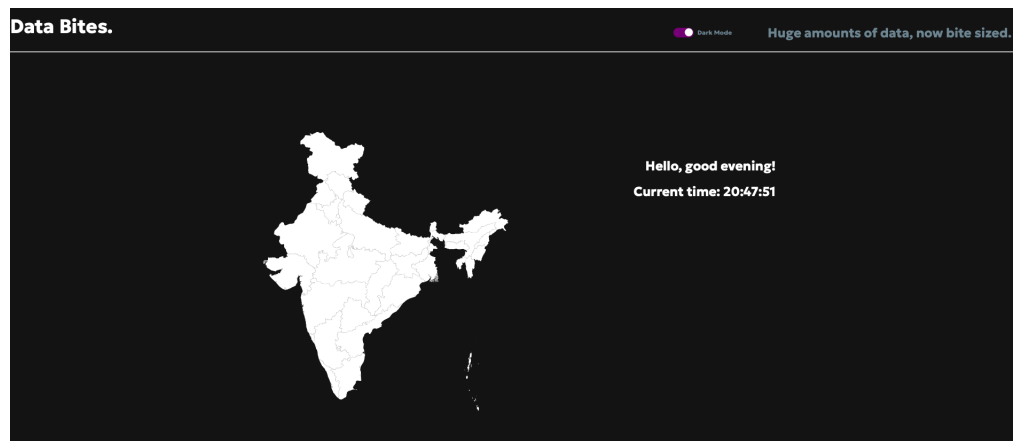 Data Bites.
Dark Mode
Huge amounts of data, now bite sized.
Hello, good evening!
Current time: 20:47:51